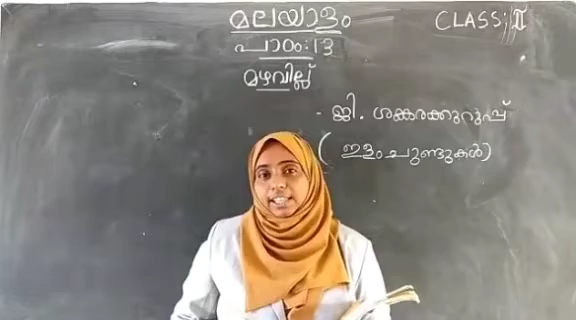 മലയാളം
CLASS: II
പാഠം:13
മഴവില്ല്
- ജി. ശങ്കരക്കുറുപ്പ്
(ഇളം ചുണ്ടുകൾ)